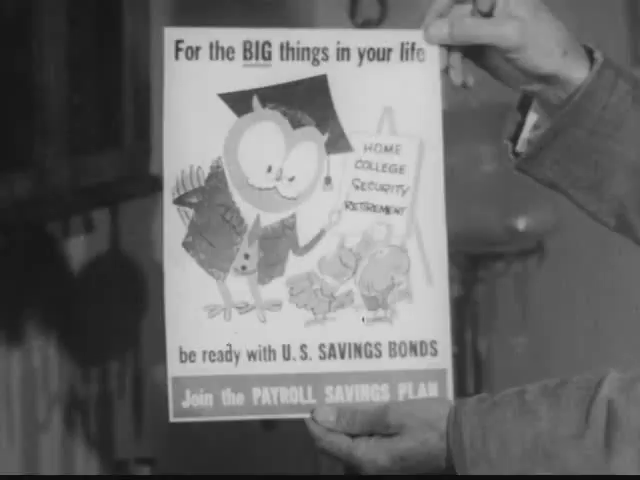 For the BIG things in your life
HOME
COLLEGE
SECURITY
RETIREMENT
be ready with U. S. SAVINGS BONDS
Join the PAYROLL SAVINGS PLAN